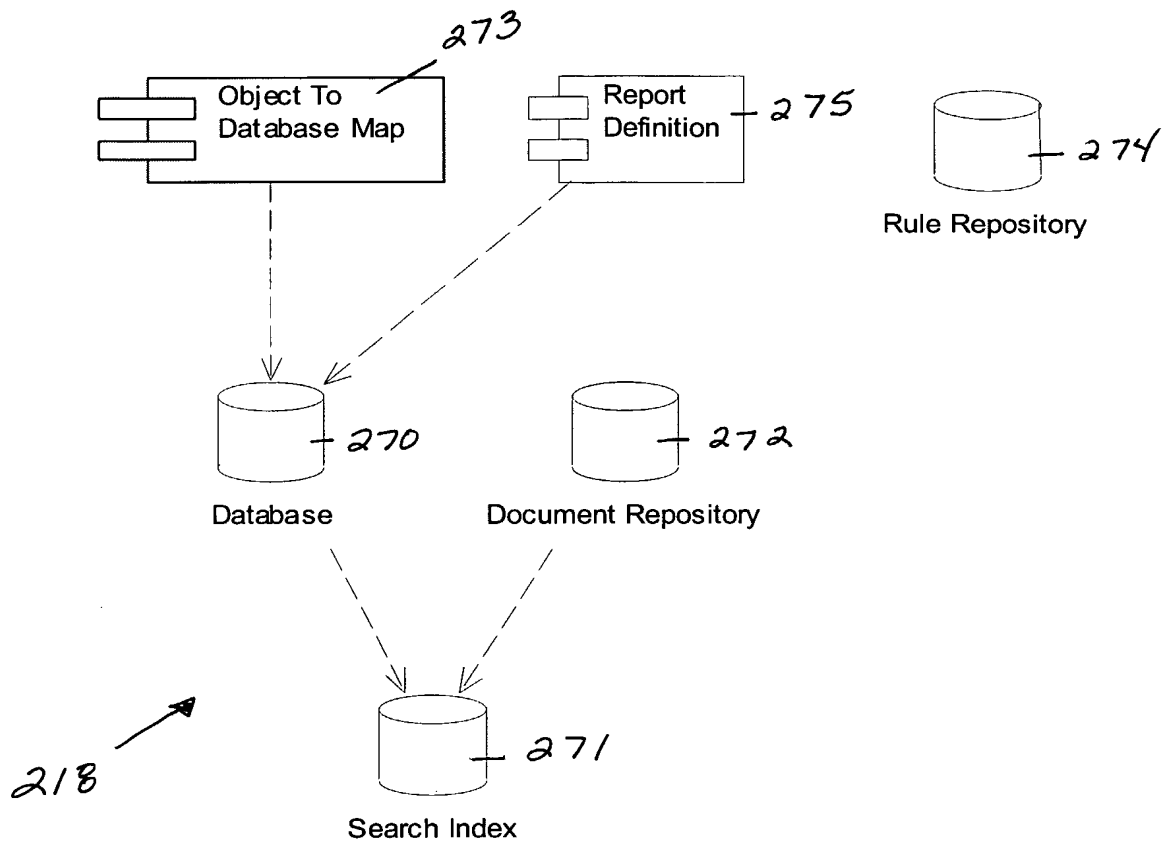 273
Object To
Database Map
Report
Definition
275
274
Rule Repository
270
272
Database
Document Repository
271
218
Search Index